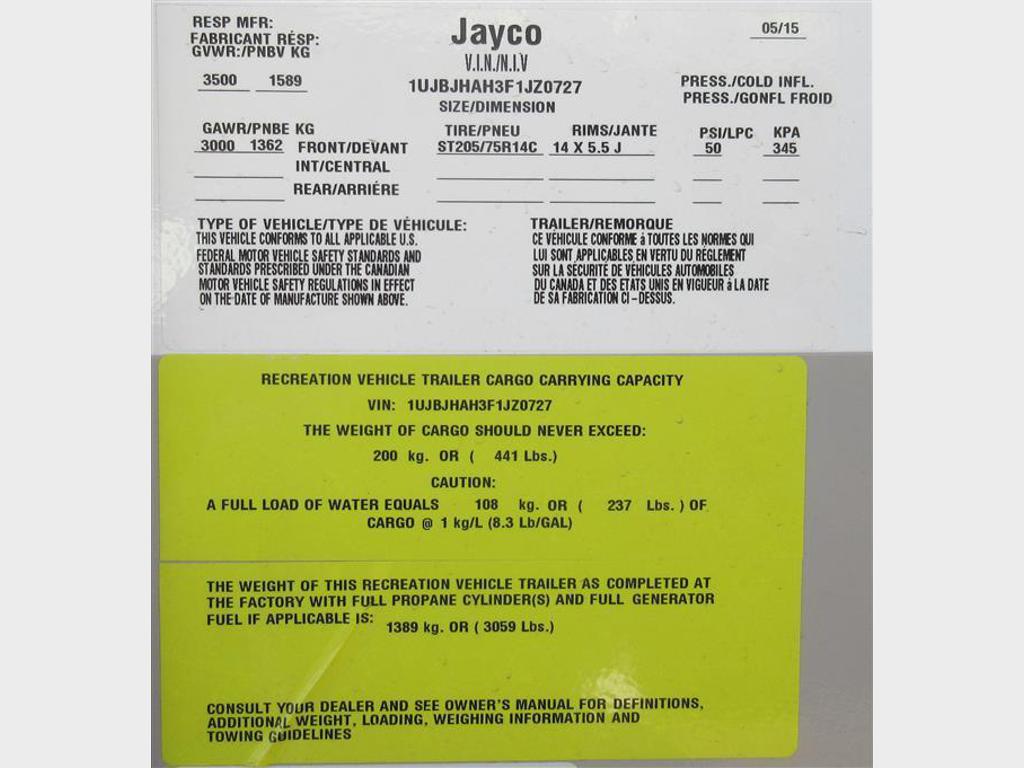 RESP MFR:
Jayco
05/15
FABRICANT RESP:
GVWR:/PNBV KG
V.I.N./N.I.V
3500 1589
1UJBJHAH3F1JZ0727
PRESS./COLD INFL.
SIZE/DIMENSION
PRESS./GONFL FROID
GAWR/PNBE KG
TIRE/PNEU RIMS/JANTE
PSI/LPC KPA
3000 1362 FRONT/DEVANT ST205/75R14C 14 X 5.5 J 50 345
INT/CENTRAL
REAR/ARRIÉRE
TYPE OF VEHICLE/TYPE DE VÉHICULE:
TRAILER/REMORQUE
THIS VEHICLE CONFORMS TO ALL APPLICABLE U.S.
FEDERAL MOTOR VEHICLE SAFETY STANDARDS AND
STANDARDS PRESCRIBED UNDER THE CANADIAN
MOTOR VEHICLE SAFETY REGULATIONS IN EFFECT
ON THE DATE OF MANUFACTURE SHOWN ABOVE.
CE VÉHICULE CONFORME à TOUTES LES NORMES QUI
LUI SONT APPLICABLES EN VERTU DU RÉGLEMENT
SUR LA SÉCURITÉ DE VÉHICULES AUTOMOBILES
DU CANADA ET DES ETATS UNIS EN VIGUEUR à LA DATE
DE SA FABRICATION CI-DESSUS.
RECREATION VEHICLE TRAILER CARGO CARRYING CAPACITY
VIN: 1UJBJHAH3F1JZ0727
THE WEIGHT OF CARGO SHOULD NEVER EXCEED:
200 kg. OR ( 441 Lbs.)
CAUTION:
A FULL LOAD OF WATER EQUALS 108 kg. OR ( 237 Lbs. ) OF
CARGO @ 1 kg/L (8.3 Lb/GAL)
THE WEIGHT OF THIS RECREATION VEHICLE TRAILER AS COMPLETED AT
THE FACTORY WITH FULL PROPANE CYLINDER(S) AND FULL GENERATOR
FUEL IF APPLICABLE IS: 1389 kg. OR ( 3059 Lbs.)
CONSULT YOUR DEALER AND SEE OWNER'S MANUAL FOR DEFINITIONS,
ADDITIONAL WEIGHT, LOADING, WEIGHING INFORMATION AND
TOWING GUIDELINES